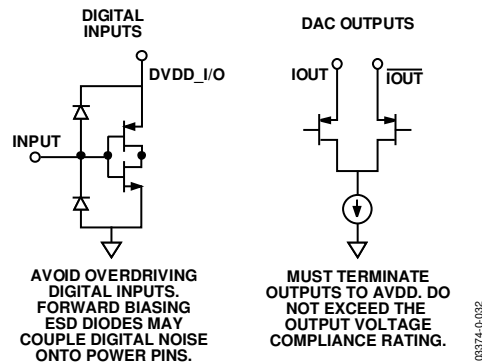 DIGITAL
INPUTS
DVDD_I/O
INPUT
AVOID OVERDRIVING
DIGITAL INPUTS.
FORWARD BIASING
ESD DIODES MAY
COUPLE DIGITAL NOISE
ONTO POWER PINS.
DAC OUTPUTS
IOUT
IOUT
MUST TERMINATE
OUTPUTS TO AVDD. DO
NOT EXCEED THE
OUTPUT VOLTAGE
COMPLIANCE RATING.
03374-0-032